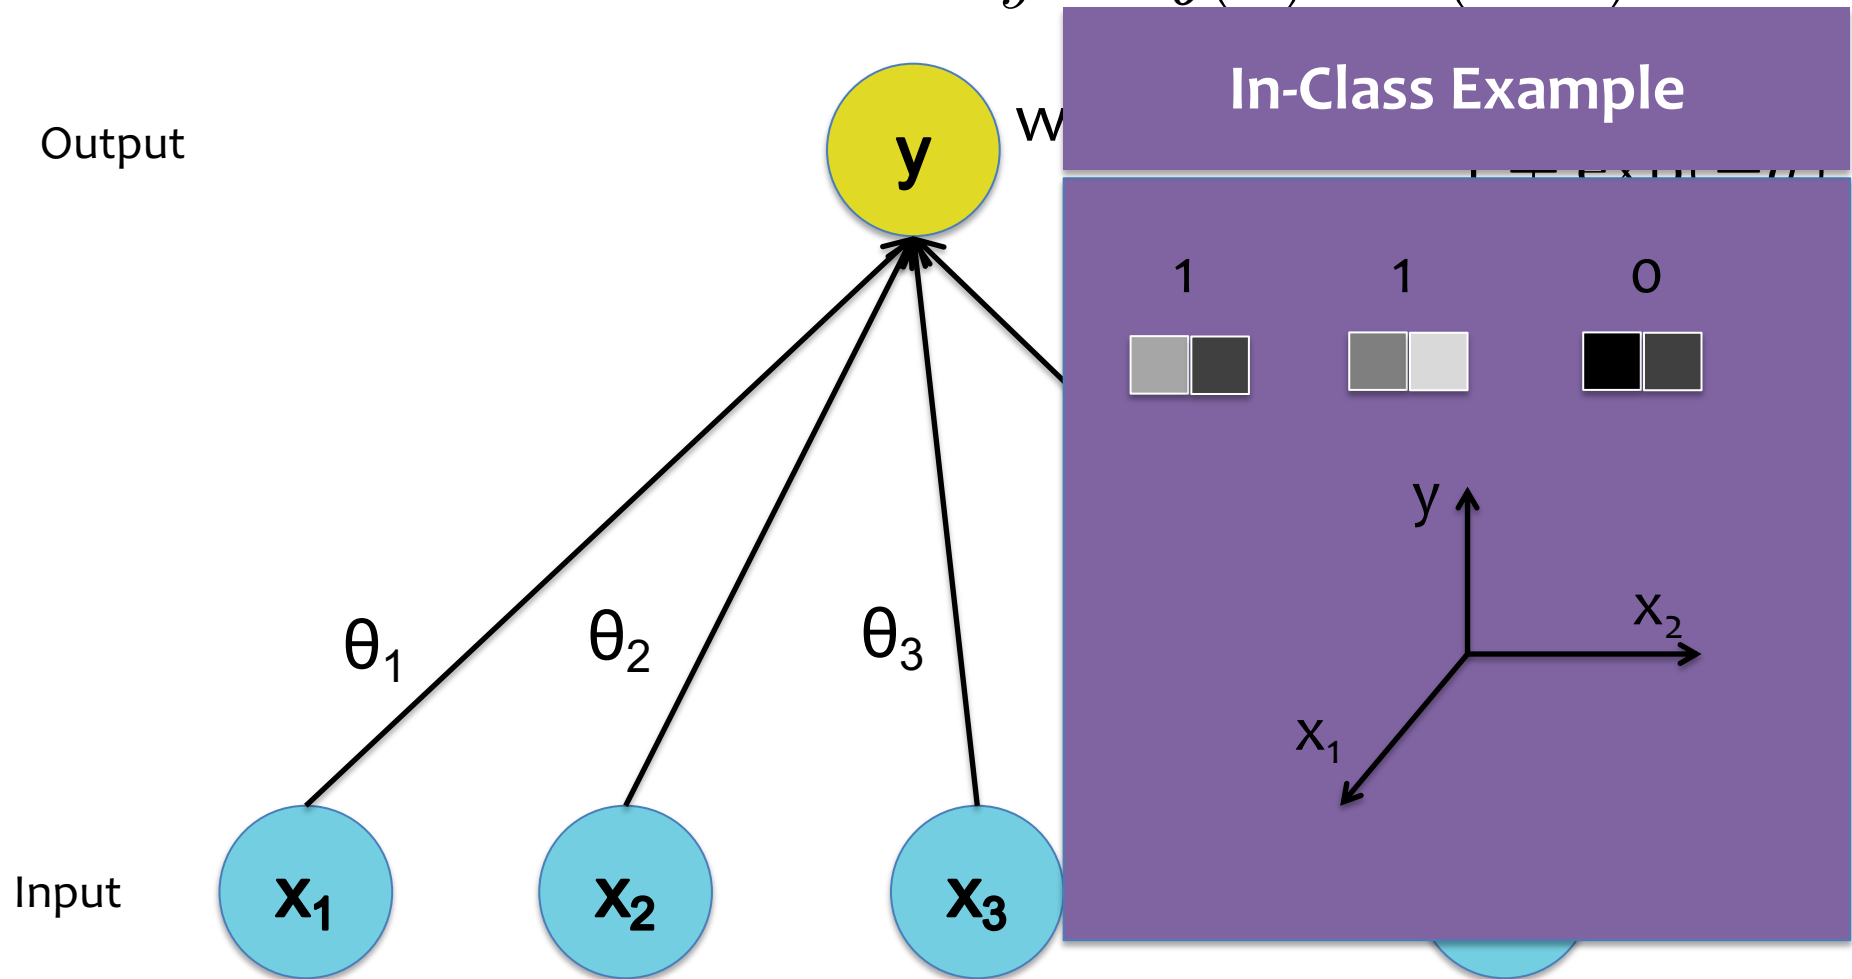 In-Class Example
Output
y
w
1 1 0
y
x₂
x₁
θ₁ θ₂ θ₃
Input
x₁ x₂ x₃